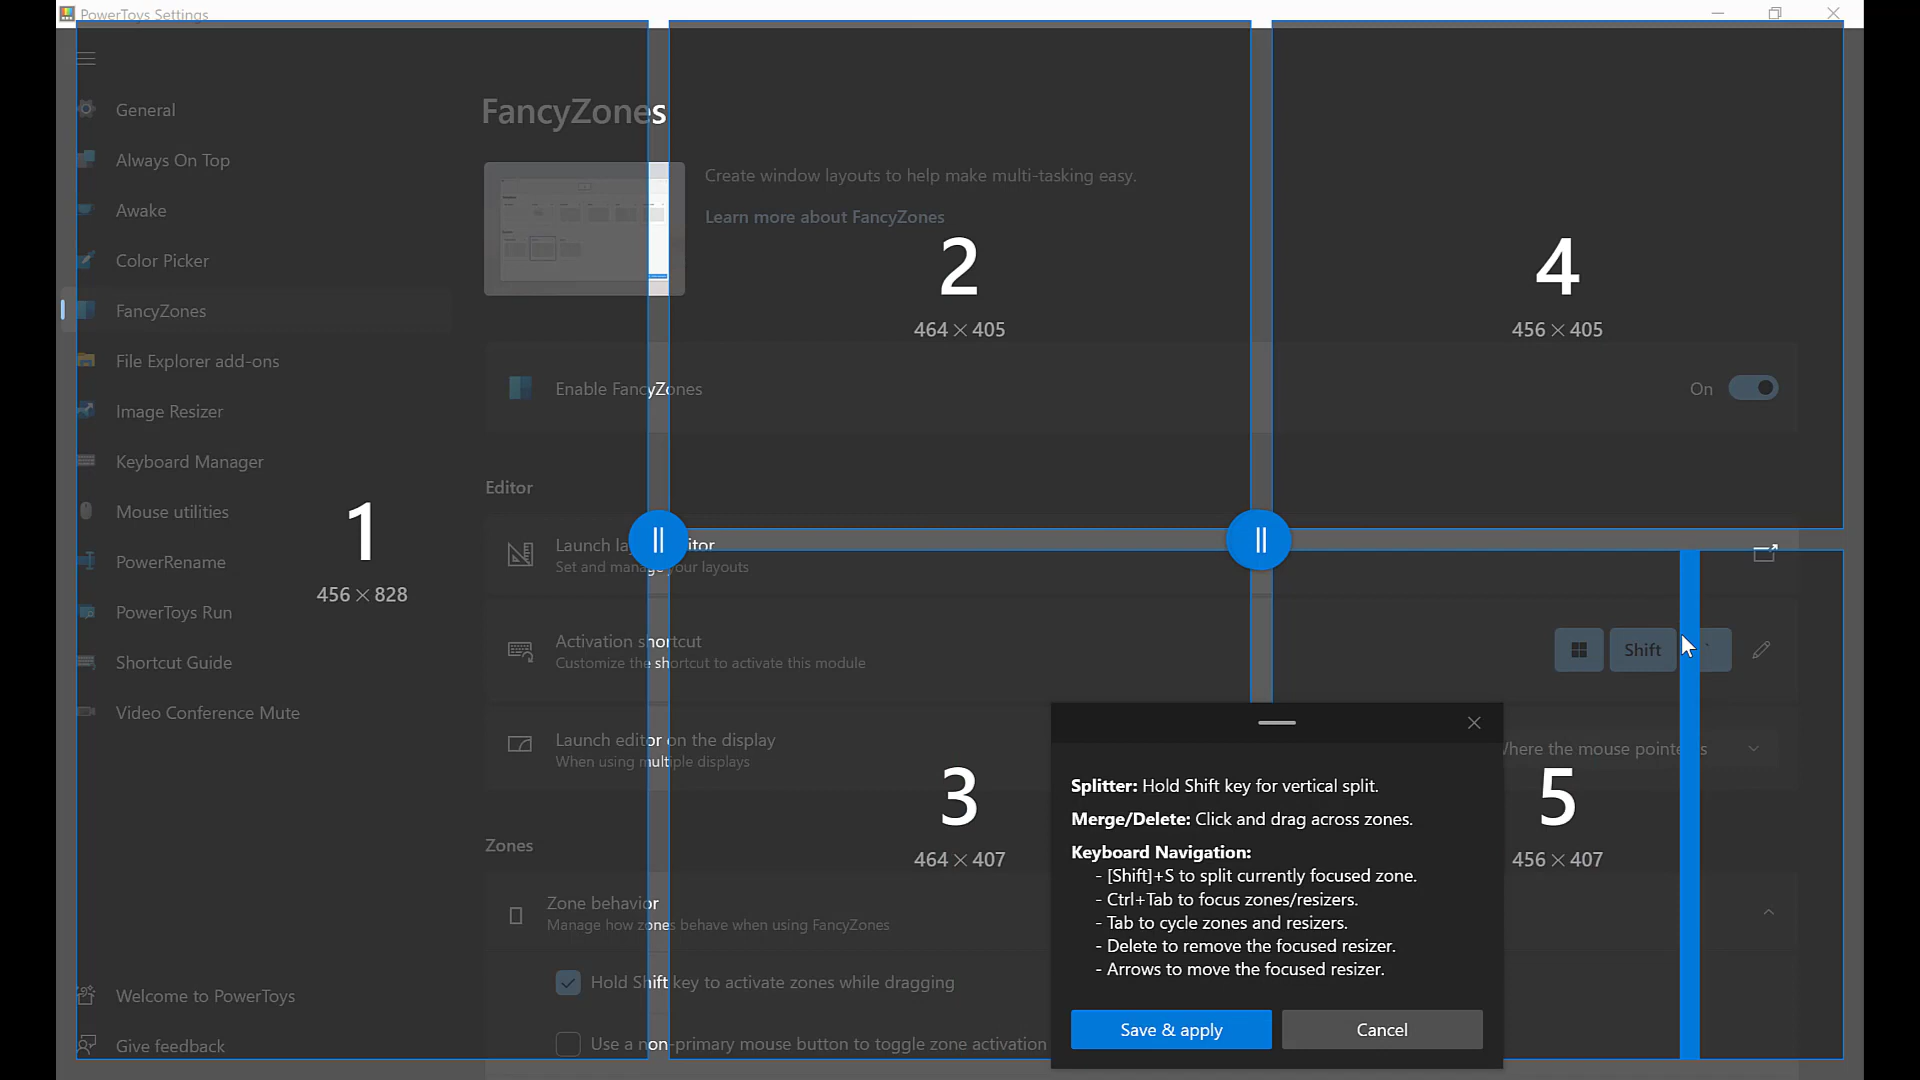 PowerToys Settings
General
Always On Top
Awake
Color Picker
FancyZones
File Explorer add-ons
Image Resizer
Keyboard Manager
Mouse utilities
PowerRename
PowerToys Run
Shortcut Guide
Video Conference Mute
Welcome to PowerToys
Give feedback
1
456 × 828
FancyZones
Create window layouts to help make multi-tasking easy.
Learn more about FancyZones
2
464 × 405
4
456 × 405
Enable FancyZones
On
Editor
Launch
Set and manage your layouts
Activation shortcut
Customize the shortcut to activate this module
Shift
Launch editor on the display
When using multiple displays
the mouse
3
464 × 407
5
456 × 407
Zones
Zone behavior
Manage how zones behave when using FancyZones
Hold Shift key to activate zones while dragging
Use a non-primary mouse button to toggle zone activation
Splitter: Hold Shift key for vertical split.
Merge/Delete: Click and drag across zones.
Keyboard Navigation:
- [Shift]+S to split currently focused zone.
- Ctrl+Tab to focus zones/resizers.
- Tab to cycle zones and resizers.
- Delete to remove the focused resizer.
- Arrows to move the focused resizer.
Save & apply
Cancel